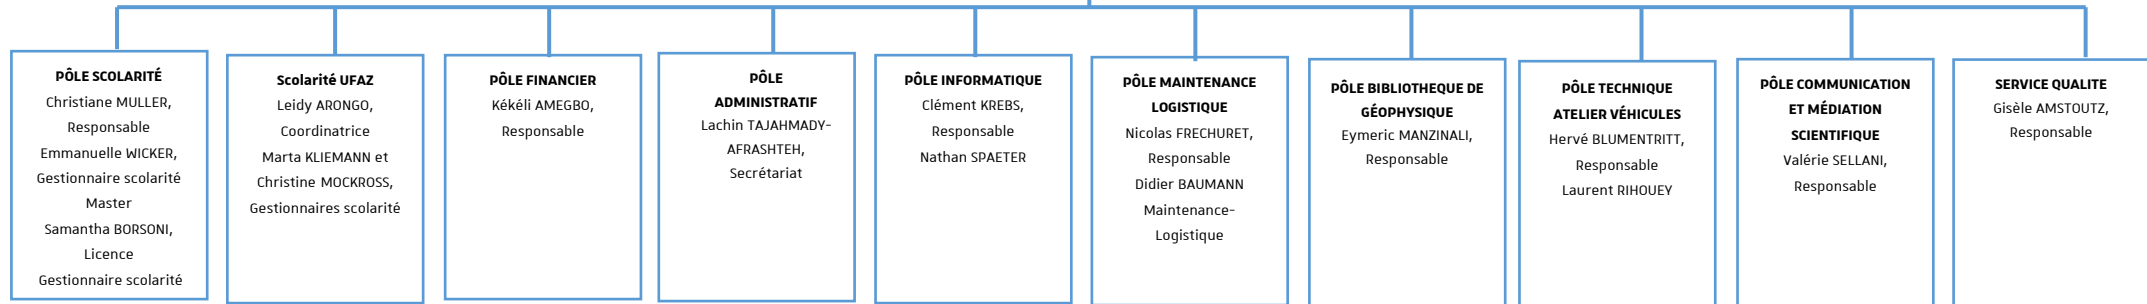 PÔLE SCOLARITÉ
Christiane MULLER,
Responsable
Emmanuelle WICKER,
Gestionnaire scolarité
Master
Samantha BORSONI,
Licence
Gestionnaire scolarité
Scolarité UFAZ
Leidy ARONGO,
Coordinatrice
Marta KLIEMANN et
Christine MOCKROSS,
Gestionnaires scolarité
PÔLE FINANCIER
Kékéli AMEGBO,
Responsable
PÔLE
ADMINISTRATIF
Lachin TAJAHMADY-
AFRASHTEH,
Secrétariat
PÔLE INFORMATIQUE
Clément KREBS,
Responsable
Nathan SPAETER
PÔLE MAINTENANCE
LOGISTIQUE
Nicolas FRECHURET,
Responsable
Didier BAUMANN
Maintenance-
Logistique
PÔLE BIBLIOTHEQUE DE
GÉOPHYSIQUE
Eymeric MANZINALI,
Responsable
PÔLE TECHNIQUE
ATELIER VÉHICULES
Hervé BLUMENTRITT,
Responsable
Laurent RIHOUEY
PÔLE COMMUNICATION
ET MÉDIATION
SCIENTIFIQUE
Valérie SELLANI,
Responsable
SERVICE QUALITE
Gisèle AMSTOUTZ,
Responsable